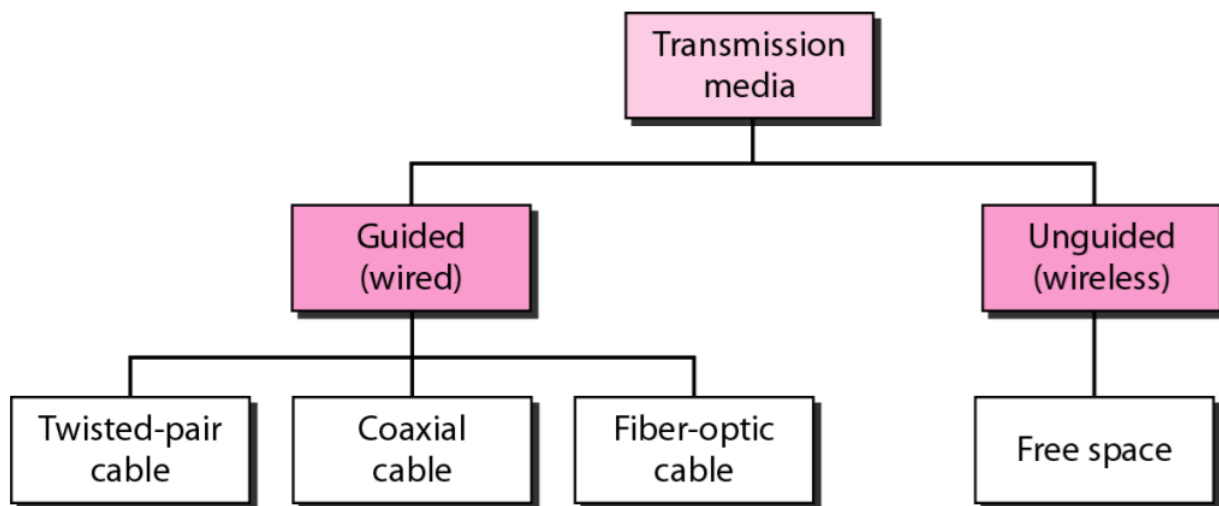 Transmission
media
Guided
(wired)
Unguided
(wireless)
Twisted-pair
cable
Coaxial
cable
Fiber-optic
cable
Free space